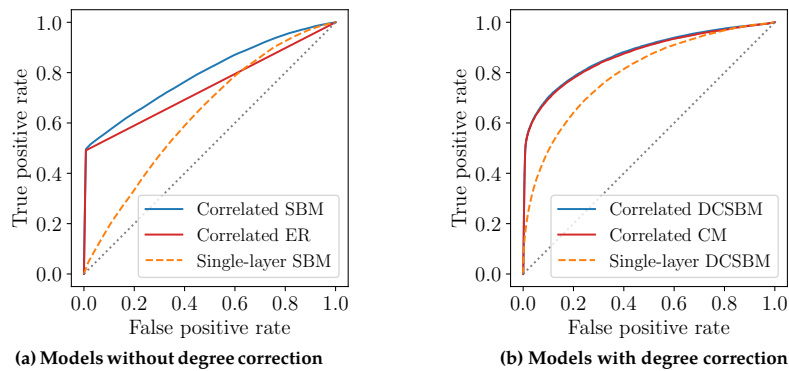 True positive rate
1.0
0.8
0.6
0.4
0.2
0.0
Correlated SBM
Correlated ER
Single-layer SBM
0.0 0.2 0.4 0.6 0.8 1.0
False positive rate
(a) Models without degree correction
True positive rate
1.0
0.8
0.6
0.4
0.2
0.0
Correlated DCSBM
Correlated CM
Single-layer DCSBM
0.0 0.2 0.4 0.6 0.8 1.0
False positive rate
(b) Models with degree correction